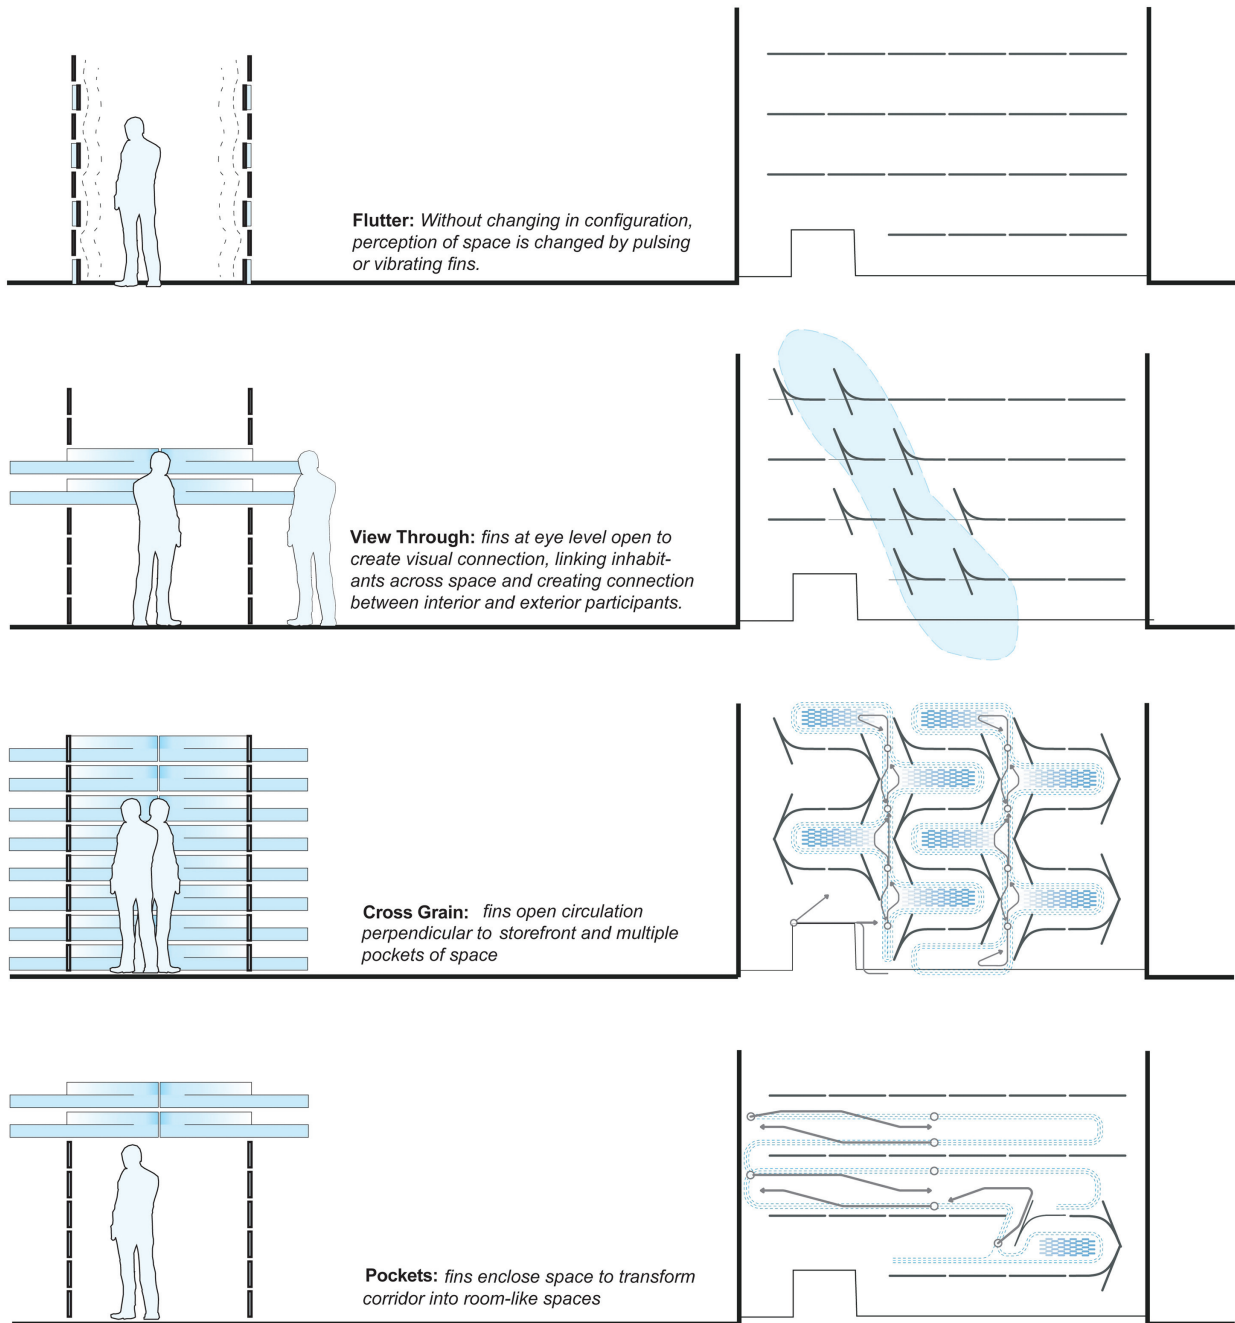 Flutter: Without changing in configuration,
perception of space is changed by pulsing
or vibrating fins.
View Through: fins at eye level open to
create visual connection, linking inhabit-
ants across space and creating connection
between interior and exterior participants.
Cross Grain: fins open circulation
perpendicular to storefront and multiple
pockets of space
Pockets: fins enclose space to transform
corridor into room-like spaces